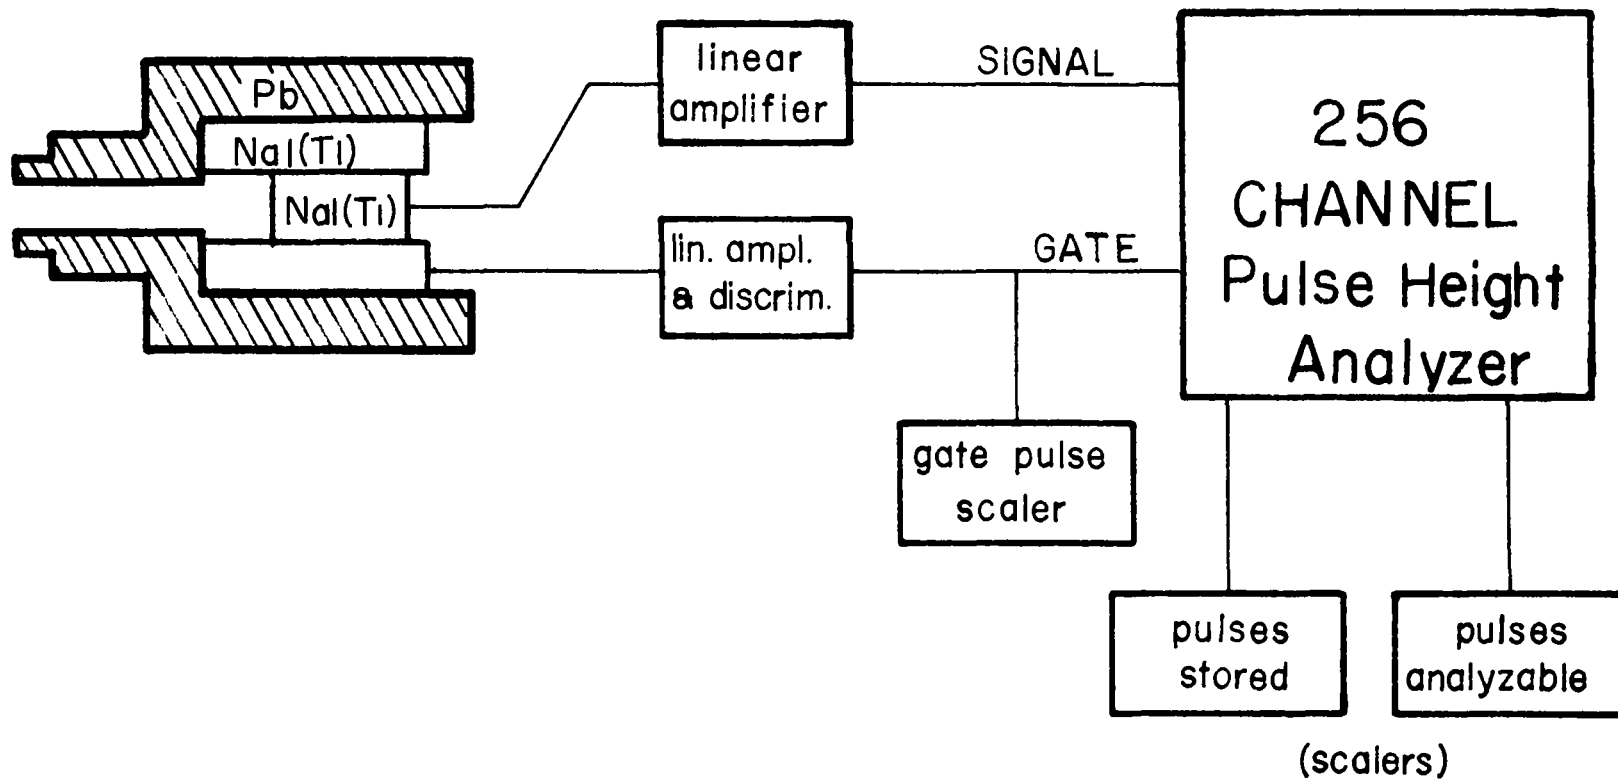 Pb
NaI(Tl)
NaI(Tl)
linear
amplifier
SIGNAL
lin. ampl.
& discrim.
GATE
256
CHANNEL
Pulse Height
Analyzer
gate pulse
scaler
pulses
stored
pulses
analyzable
(scalers)